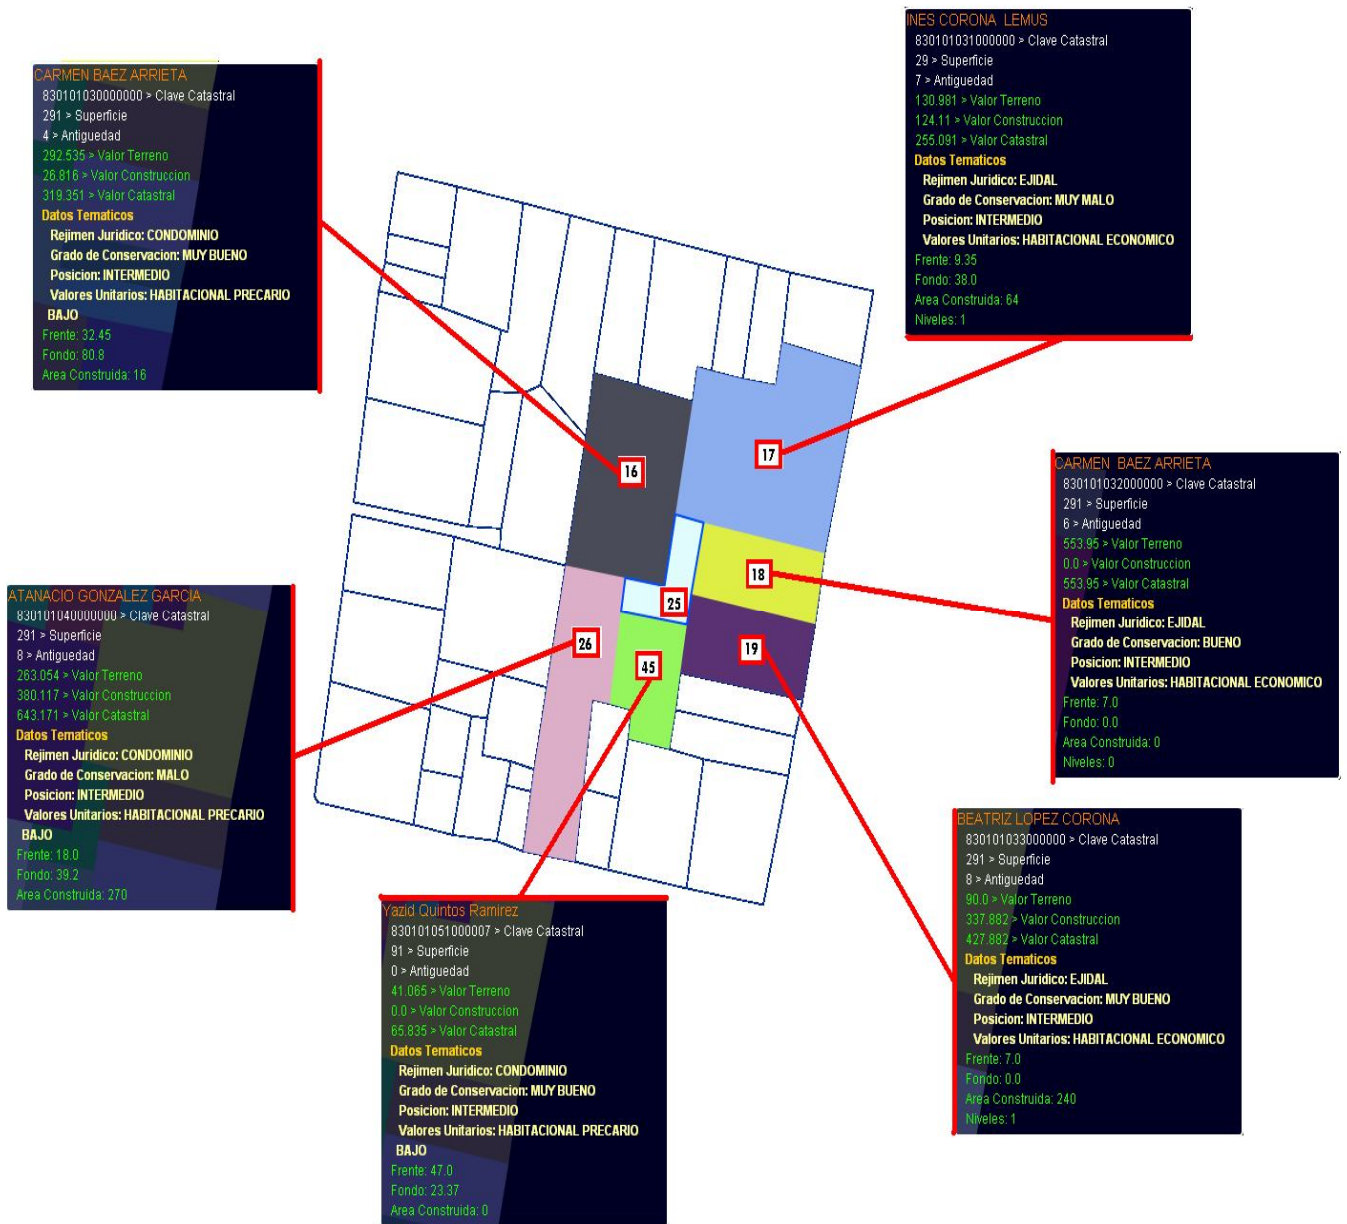 CARMEN BAEZ ARRIETA
830101030000000 > Clave Catastral
291 > Superficie
4 > Antiguedad
292.535 > Valor Terreno
26.816 > Valor Construccion
319.351 > Valor Catastral
Datos Tematicos
Rejimen Juridico: CONDOMINIO
Grado de Conservacion: MUY BUENO
Posicion: INTERMEDIO
Valores Unitarios: HABITACIONAL PRECARIO
BAJO
Frente: 32.45
Fondo: 80.8
Area Construida: 16
INES CORONA LEMUS
830101031000000 > Clave Catastral
29 > Superficie
7 > Antiguedad
130.981 > Valor Terreno
124.11 > Valor Construccion
255.091 > Valor Catastral
Datos Tematicos
Rejimen Juridico: EJIDAL
Grado de Conservacion: MUY MALO
Posicion: INTERMEDIO
Valores Unitarios: HABITACIONAL ECONOMICO
Frente: 9.35
Fondo: 38.0
Area Construida: 64
Niveles: 1
16
17
18
25
26
45
19
CARMEN BAEZ ARRIETA
830101032000000 > Clave Catastral
291 > Superficie
6 > Antiguedad
553.95 > Valor Terreno
0.0 > Valor Construccion
553.95 > Valor Catastral
Datos Tematicos
Rejimen Juridico: EJIDAL
Grado de Conservacion: BUENO
Posicion: INTERMEDIO
Valores Unitarios: HABITACIONAL ECONOMICO
Frente: 7.0
Fondo: 0.0
Area Construida: 0
Niveles: 0
ATANACIO GONZALEZ GARCIA
830101040000000 > Clave Catastral
291 > Superficie
8 > Antiguedad
263.054 > Valor Terreno
380.117 > Valor Construccion
643.171 > Valor Catastral
Datos Tematicos
Rejimen Juridico: CONDOMINIO
Grado de Conservacion: MALO
Posicion: INTERMEDIO
Valores Unitarios: HABITACIONAL PRECARIO
BAJO
Frente: 18.0
Fondo: 39.2
Area Construida: 270
Yazid Quintos Ramirez
830101051000007 > Clave Catastral
91 > Superficie
0 > Antiguedad
41.065 > Valor Terreno
0.0 > Valor Construccion
65.835 > Valor Catastral
Datos Tematicos
Rejimen Juridico: CONDOMINIO
Grado de Conservacion: MUY BUENO
Posicion: INTERMEDIO
Valores Unitarios: HABITACIONAL PRECARIO
BAJO
Frente: 47.0
Fondo: 23.37
Area Construida: 0
BEATRIZ LOPEZ CORONA
830101033000000 > Clave Catastral
291 > Superficie
8 > Antiguedad
90.0 > Valor Terreno
337.882 > Valor Construccion
427.882 > Valor Catastral
Datos Tematicos
Rejimen Juridico: EJIDAL
Grado de Conservacion: MUY BUENO
Posicion: INTERMEDIO
Valores Unitarios: HABITACIONAL ECONOMICO
Frente: 7.0
Fondo: 0.0
Area Construida: 240
Niveles: 1